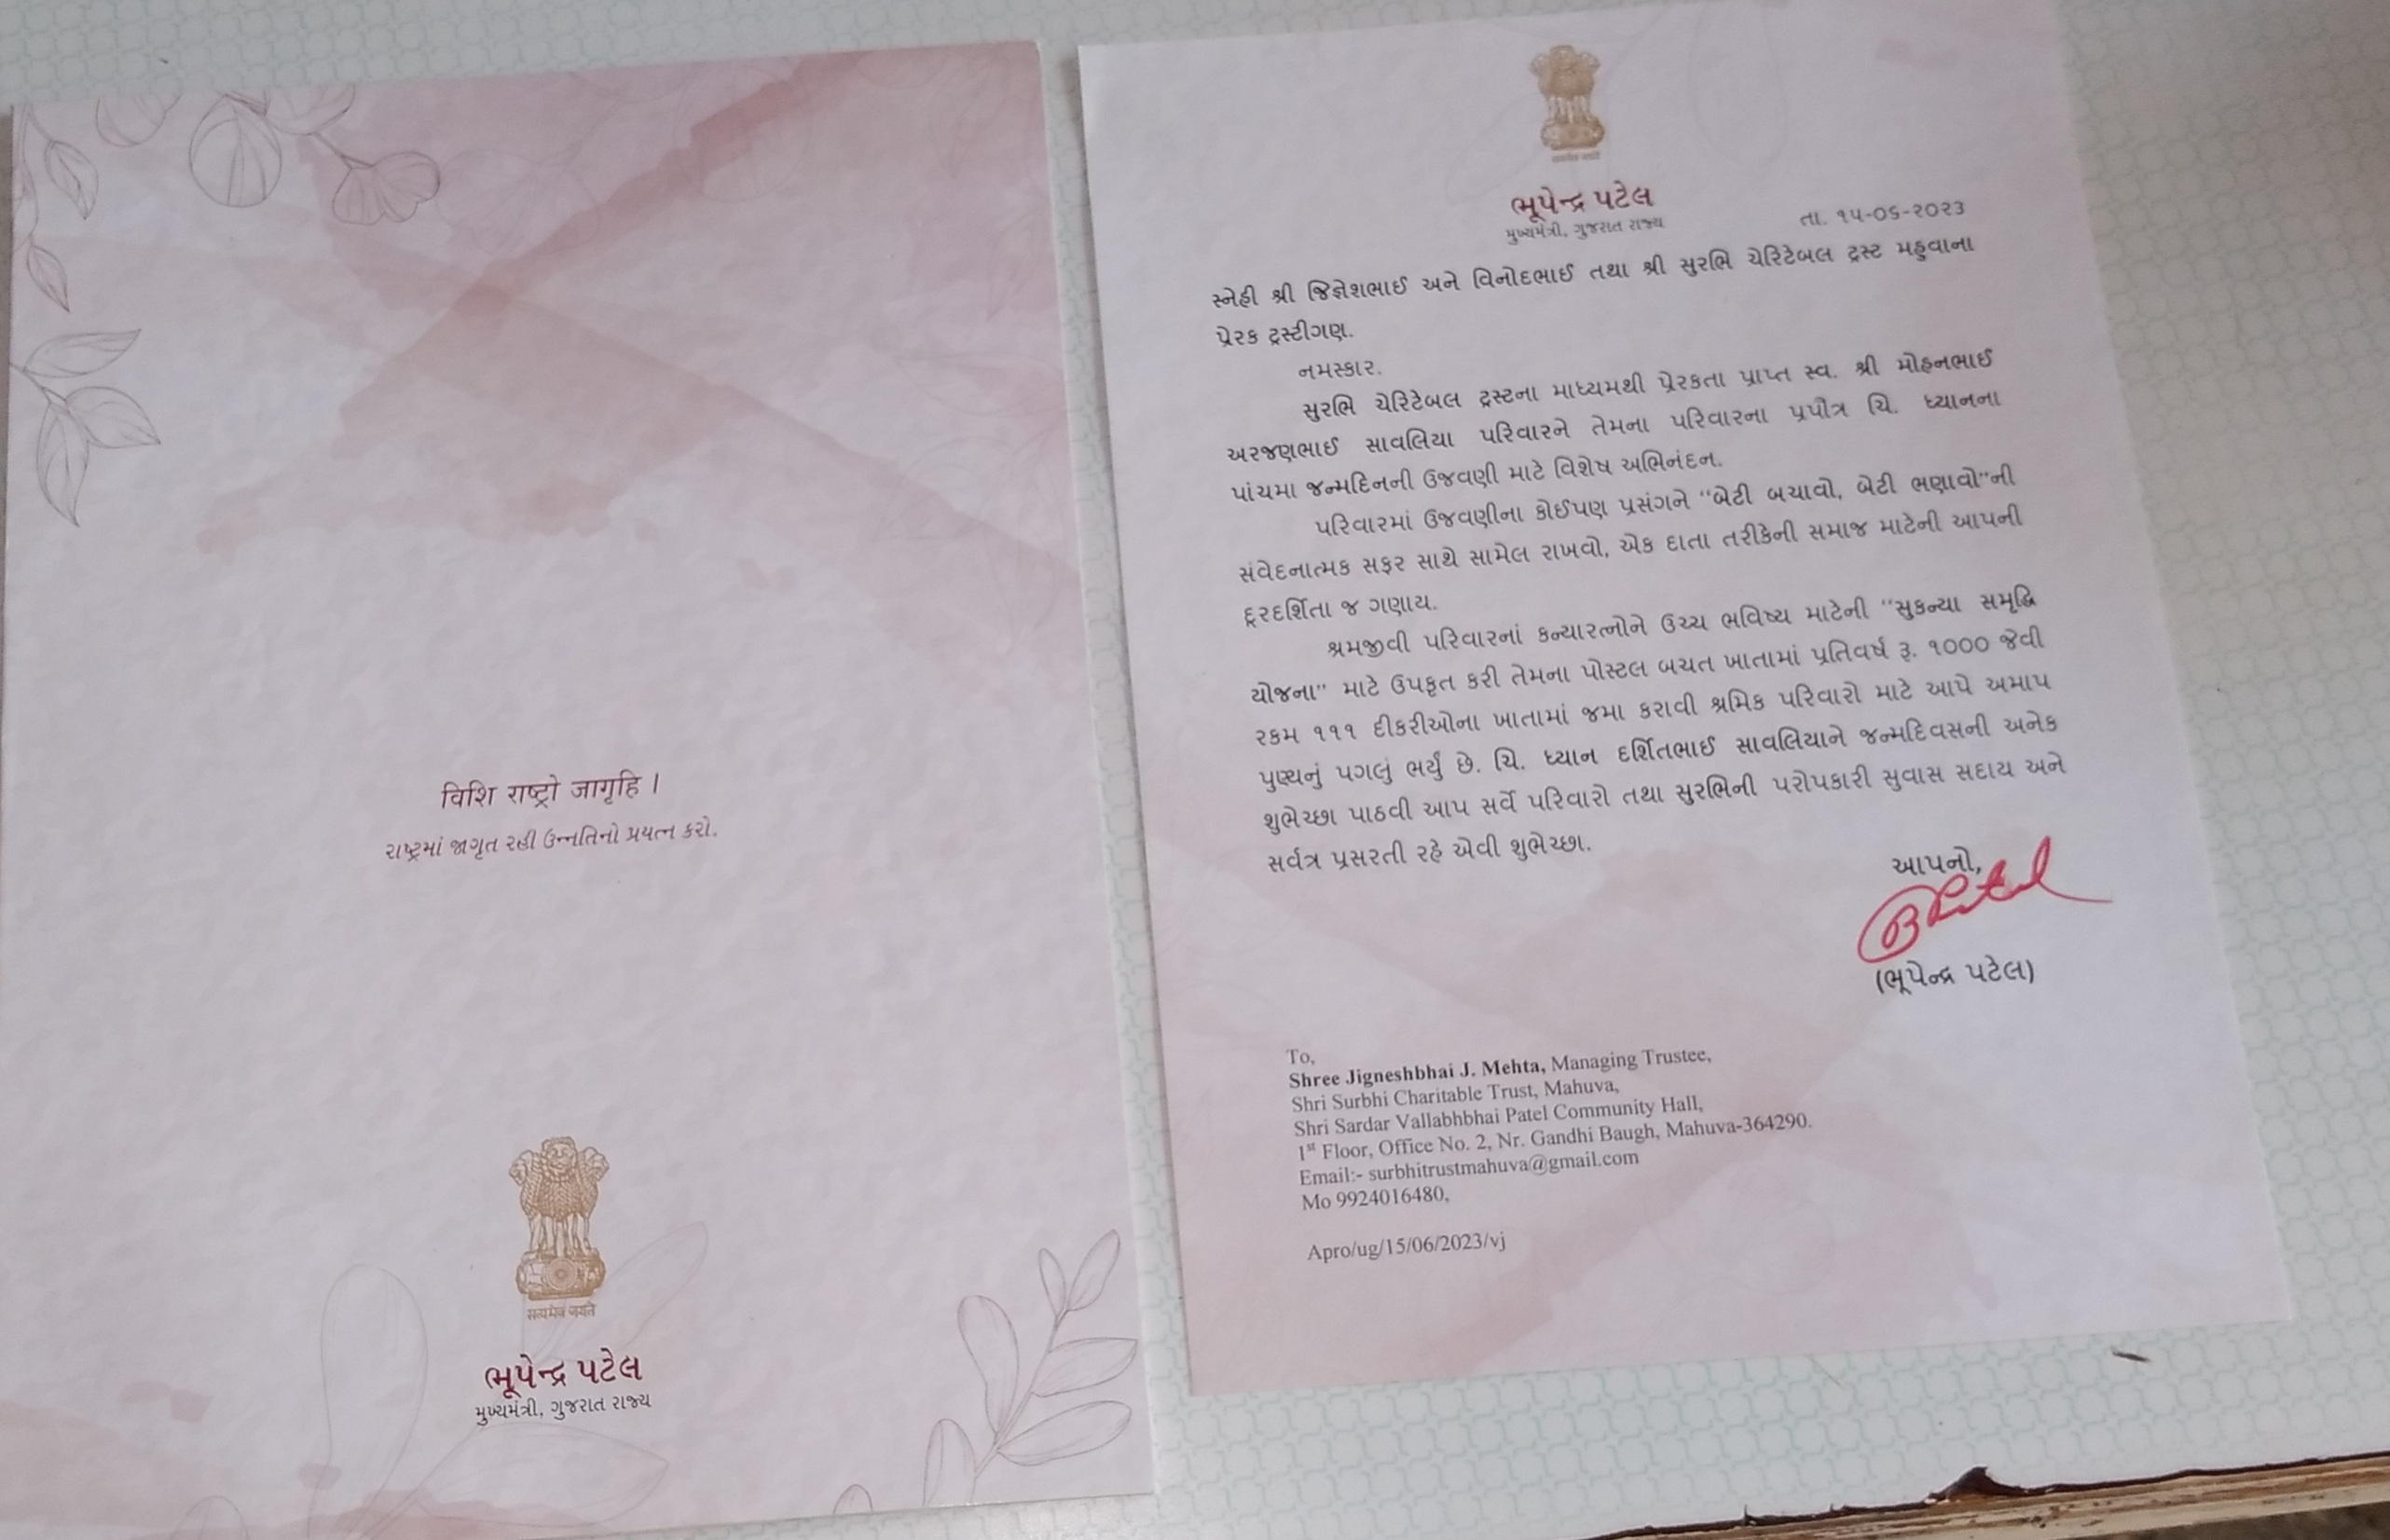 विशि राष्ट्रो जागृहि ।
રાષ્ટ્રમાં જાગૃત રહી ઉન્નતિનો પ્રયત્ન કરો.
सत्यमेव जयते
ભૂપેન્દ્ર પટેલ
મુખ્યમંત્રી, ગુજરાત રાજ્ય
ભૂપેન્દ્ર પટેલ
મુખ્યમંત્રી, ગુજરાત રાજ્ય
તા. ૧૫-૦૬-૨૦૨૩
સ્નેહી શ્રી જિજ્ઞેશભાઈ અને વિનોદભાઈ તથા શ્રી સુરભિ ચેરિટેબલ ટ્રસ્ટ મહુવાના
પ્રેરક ટ્રસ્ટીગણ.
નમસ્કાર.
સુરભિ ચેરિટેબલ ટ્રસ્ટના માધ્યમથી પ્રેરકતા પ્રાપ્ત સ્વ. શ્રી મોહનભાઈ
અરજણભાઈ સાવલિયા પરિવારને તેમના પરિવારના પ્રપૌત્ર ચિ. ધ્યાનના
પાંચમા જન્મદિનની ઉજવણી માટે વિશેષ અભિનંદન.
પરિવારમાં ઉજવણીના કોઈપણ પ્રસંગને "બેટી બચાવો, બેટી ભણાવો"ની
સંવેદનાત્મક સફર સાથે સામેલ રાખવો, એક દાતા તરીકેની સમાજ માટેની આપની
દૂરદર્શિતા જ ગણાય.
શ્રમજીવી પરિવારનાં કન્યારત્નોને ઉચ્ચ ભવિષ્ય માટેની "સુકન્યા સમૃદ્ધિ
યોજના" માટે ઉપકૃત કરી તેમના પોસ્ટલ બચત ખાતામાં પ્રતિવર્ષ રૂ. ૧૦૦૦ જેવી
રકમ ૧૧૧ દીકરીઓના ખાતામાં જમા કરાવી શ્રમિક પરિવારો માટે આપે અમાપ
પુણ્યનું પગલું ભર્યું છે. ચિ. ધ્યાન દર્શિતભાઈ સાવલિયાને જન્મદિવસની અનેક
શુભેચ્છા પાઠવી આપ સર્વે પરિવારો તથા સુરભિની પરોપકારી સુવાસ સદાય અને
સર્વત્ર પ્રસરતી રહે એવી શુભેચ્છા.
આપનો,
BPatel
(ભૂપેન્દ્ર પટેલ)
To,
Shree Jigneshbhai J. Mehta, Managing Trustee,
Shri Surbhi Charitable Trust, Mahuva,
Shri Sardar Vallabhbhai Patel Community Hall,
1st Floor, Office No. 2, Nr. Gandhi Baugh, Mahuva-364290.
Email:- surbhitrustmahuva@gmail.com
Mo 9924016480,
Apro/ug/15/06/2023/vj